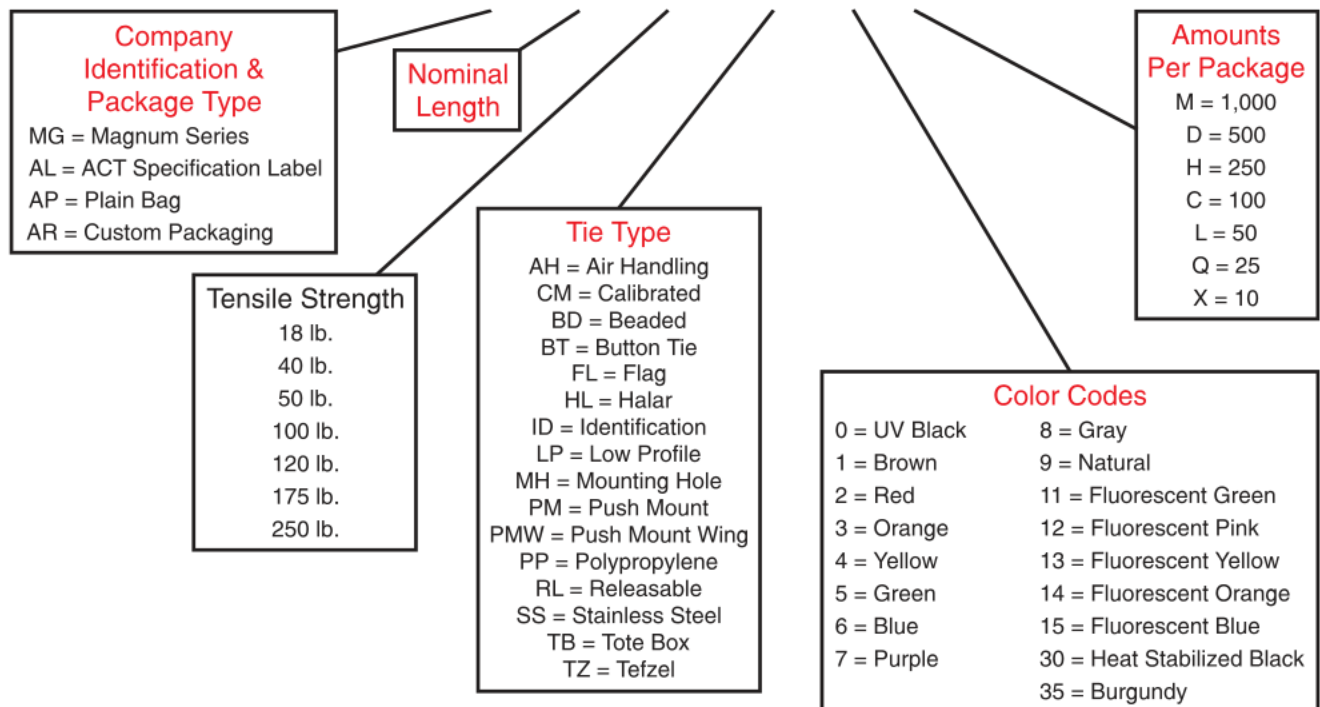 Company
Identification &
Package Type
MG = Magnum Series
AL = ACT Specification Label
AP = Plain Bag
AR = Custom Packaging
Nominal
Length
Tensile Strength
18 lb.
40 lb.
50 lb.
100 lb.
120 lb.
175 lb.
250 lb.
Tie Type
AH = Air Handling
CM = Calibrated
BD = Beaded
BT = Button Tie
FL = Flag
HL = Halar
ID = Identification
LP = Low Profile
MH = Mounting Hole
PM = Push Mount
PMW = Push Mount Wing
PP = Polypropylene
RL = Releasable
SS = Stainless Steel
TB = Tote Box
TZ = Tefzel
Color Codes
0 = UV Black
1 = Brown
2 = Red
3 = Orange
4 = Yellow
5 = Green
6 = Blue
7 = Purple
8 = Gray
9 = Natural
11 = Fluorescent Green
12 = Fluorescent Pink
13 = Fluorescent Yellow
14 = Fluorescent Orange
15 = Fluorescent Blue
30 = Heat Stabilized Black
35 = Burgundy
Amounts
Per Package
M = 1,000
D = 500
H = 250
C = 100
L = 50
Q = 25
X = 10